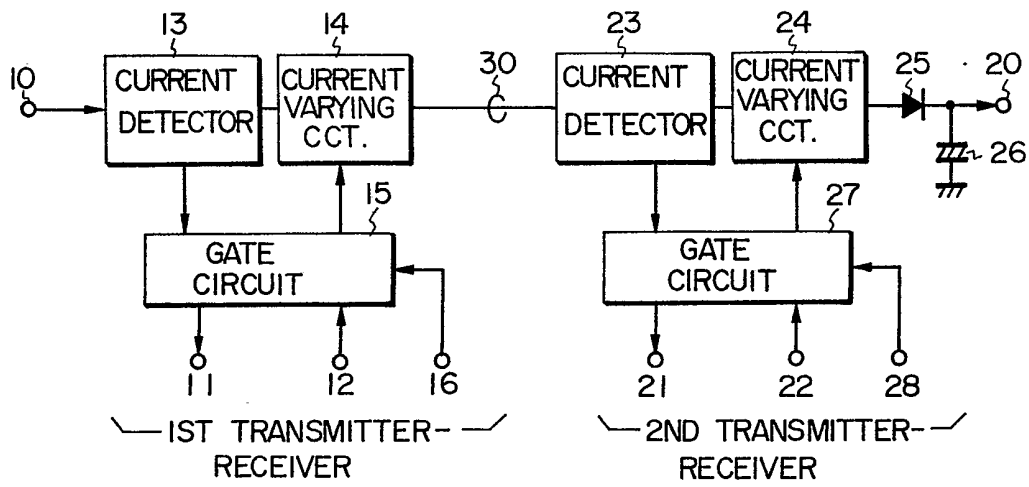 13
14
23
24
10
30
25
20
CURRENT
DETECTOR
CURRENT
VARYING
CCT.
CURRENT
DETECTOR
CURRENT
VARYING
CCT.
26
15
27
GATE
CIRCUIT
GATE
CIRCUIT
11
12
16
21
22
28
1ST TRANSMITTER-
RECEIVER
2ND TRANSMITTER-
RECEIVER